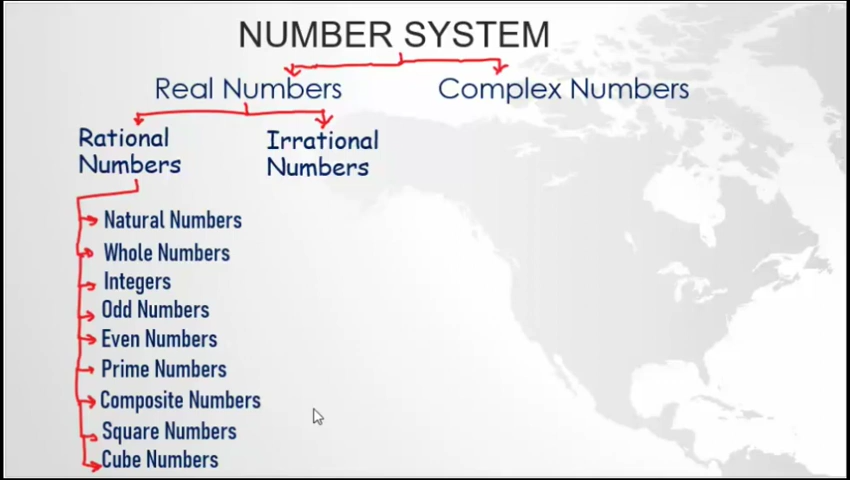 NUMBER SYSTEM
Real Numbers
Complex Numbers
Rational
Numbers
Irrational
Numbers
Natural Numbers
Whole Numbers
Integers
Odd Numbers
Even Numbers
Prime Numbers
Composite Numbers
Square Numbers
Cube Numbers